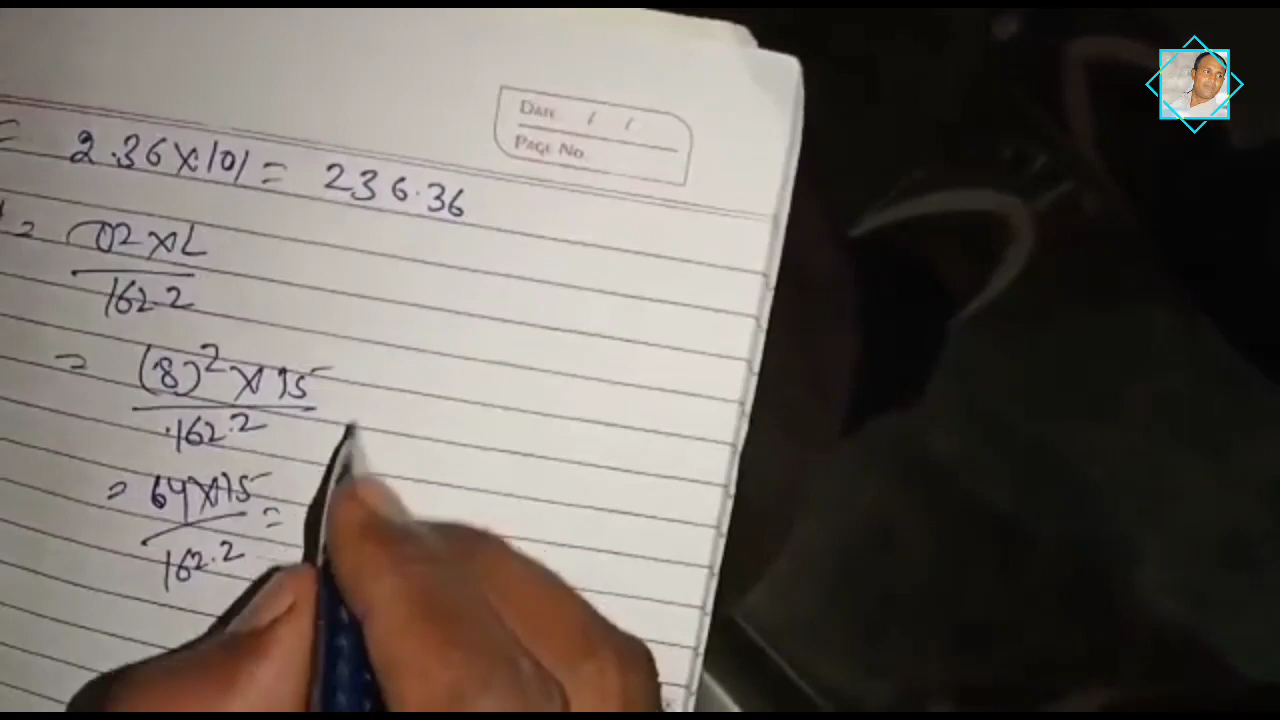 DATE / /
PAGE NO.
= 2.36 X 101 = 236.36
= D2 X L
162.2
= (8)2 X 15
162.2
= 64 X 15 =
162.2